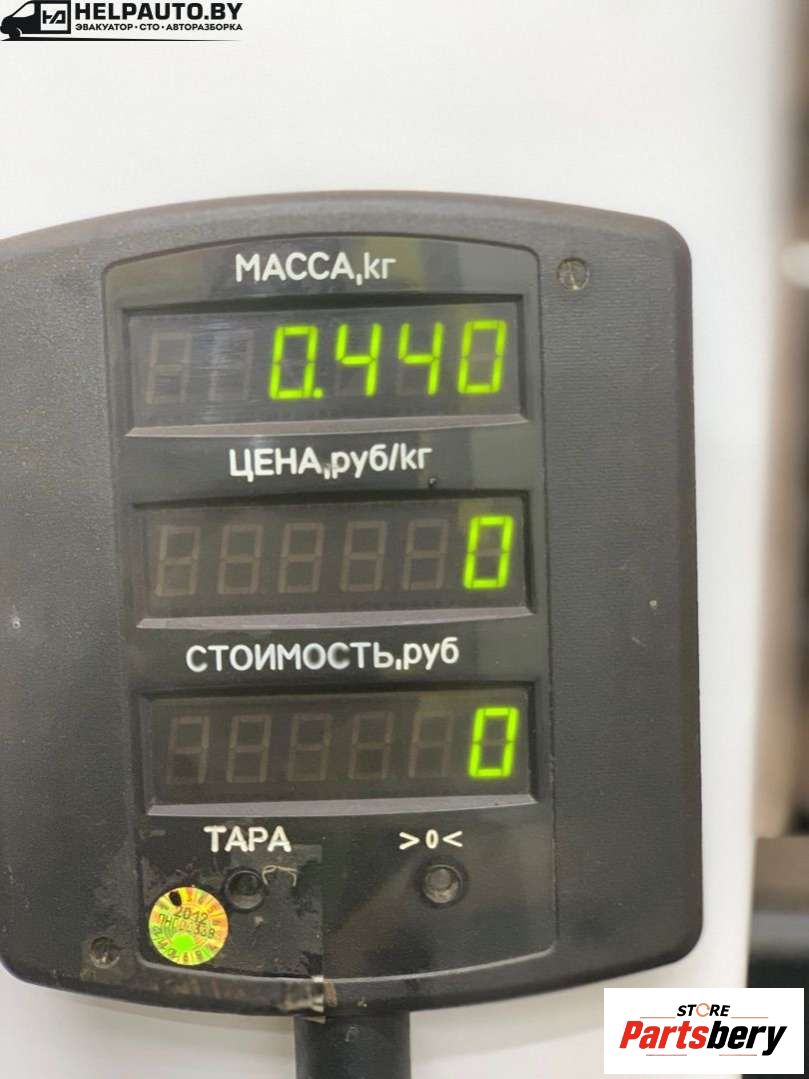 HELPAUTO.BY
ЭВАКУАТОР • СТО • АВТОРАЗБОРКА
МАССА,кг
0.440
ЦЕНА,руб/кг
0
СТОИМОСТЬ,руб
0
ТАРА >0<
2012
STORE
Partsbery